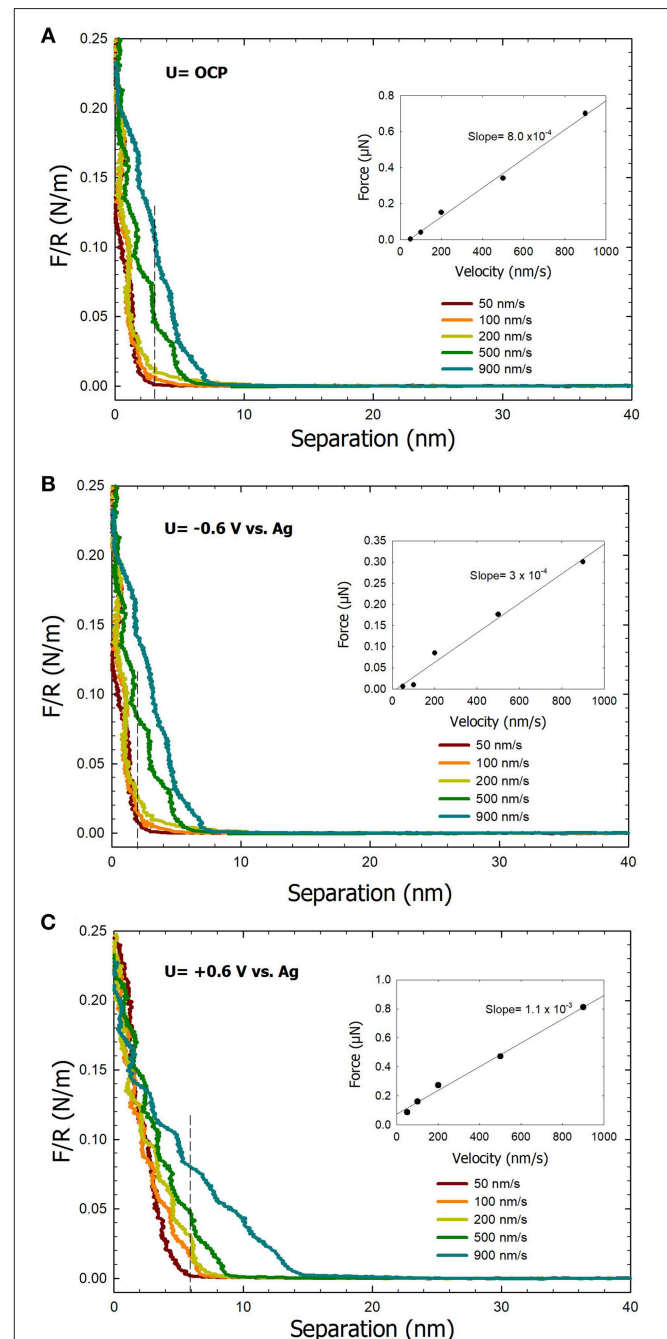 A
U= OCP
0.25
0.20
0.15
0.10
0.05
0.00
F/R (N/m)
0 10 20 30 40
Separation (nm)
0.8
0.6
0.4
0.2
0.0
Force (µN)
Slope= 8.0 x10⁻⁴
0 200 400 600 800 1000
Velocity (nm/s)
50 nm/s
100 nm/s
200 nm/s
500 nm/s
900 nm/s
B
U= -0.6 V vs. Ag
0.25
0.20
0.15
0.10
0.05
0.00
F/R (N/m)
0 10 20 30 40
Separation (nm)
0.35
0.30
0.25
0.20
0.15
0.10
0.05
0.00
Force (µN)
Slope= 3 x 10⁻⁴
0 200 400 600 800 1000
Velocity (nm/s)
50 nm/s
100 nm/s
200 nm/s
500 nm/s
900 nm/s
C
U= +0.6 V vs. Ag
0.25
0.20
0.15
0.10
0.05
0.00
F/R (N/m)
0 10 20 30 40
Separation (nm)
1.0
0.8
0.6
0.4
0.2
0.0
Force (µN)
Slope= 1.1 x 10⁻³
0 200 400 600 800 1000
Velocity (nm/s)
50 nm/s
100 nm/s
200 nm/s
500 nm/s
900 nm/s